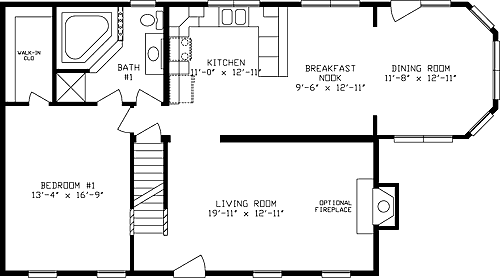 WALK-IN
CLO
BATH
#1
KITCHEN
11'-0" × 12'-11"
BREAKFAST
NOOK
9'-6" × 12'-11"
DINING ROOM
11'-8" × 12'-11"
BEDROOM #1
13'-4" × 16'-9"
LIVING ROOM
19'-11" × 12'-11"
OPTIONAL
FIREPLACE